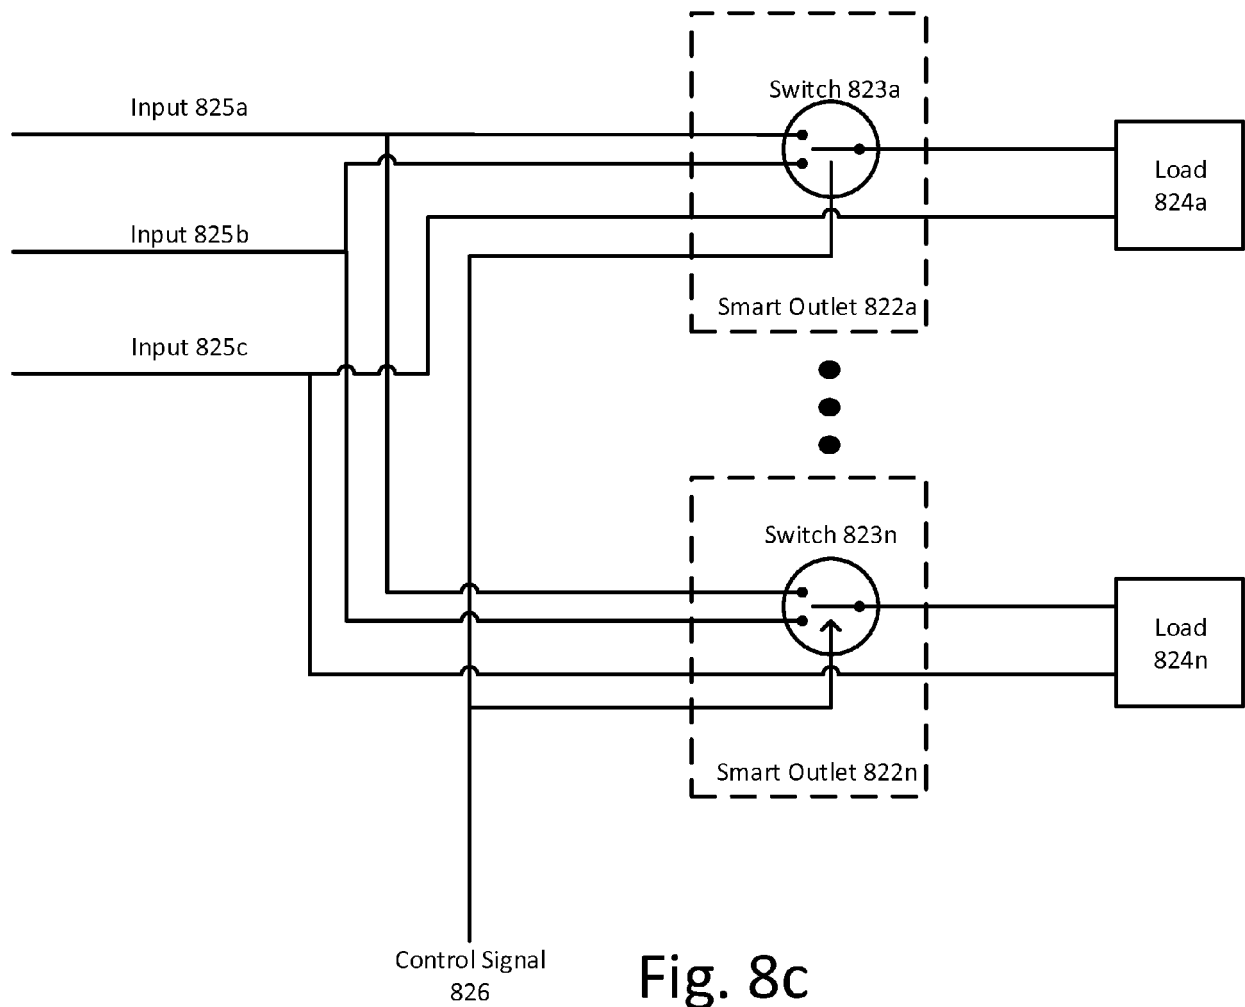 Switch 823a
Input 825a
Load
824a
Input 825b
Smart Outlet 822a
Input 825c
Switch 823n
Load
824n
Smart Outlet 822n
Control Signal
826
Fig. 8c